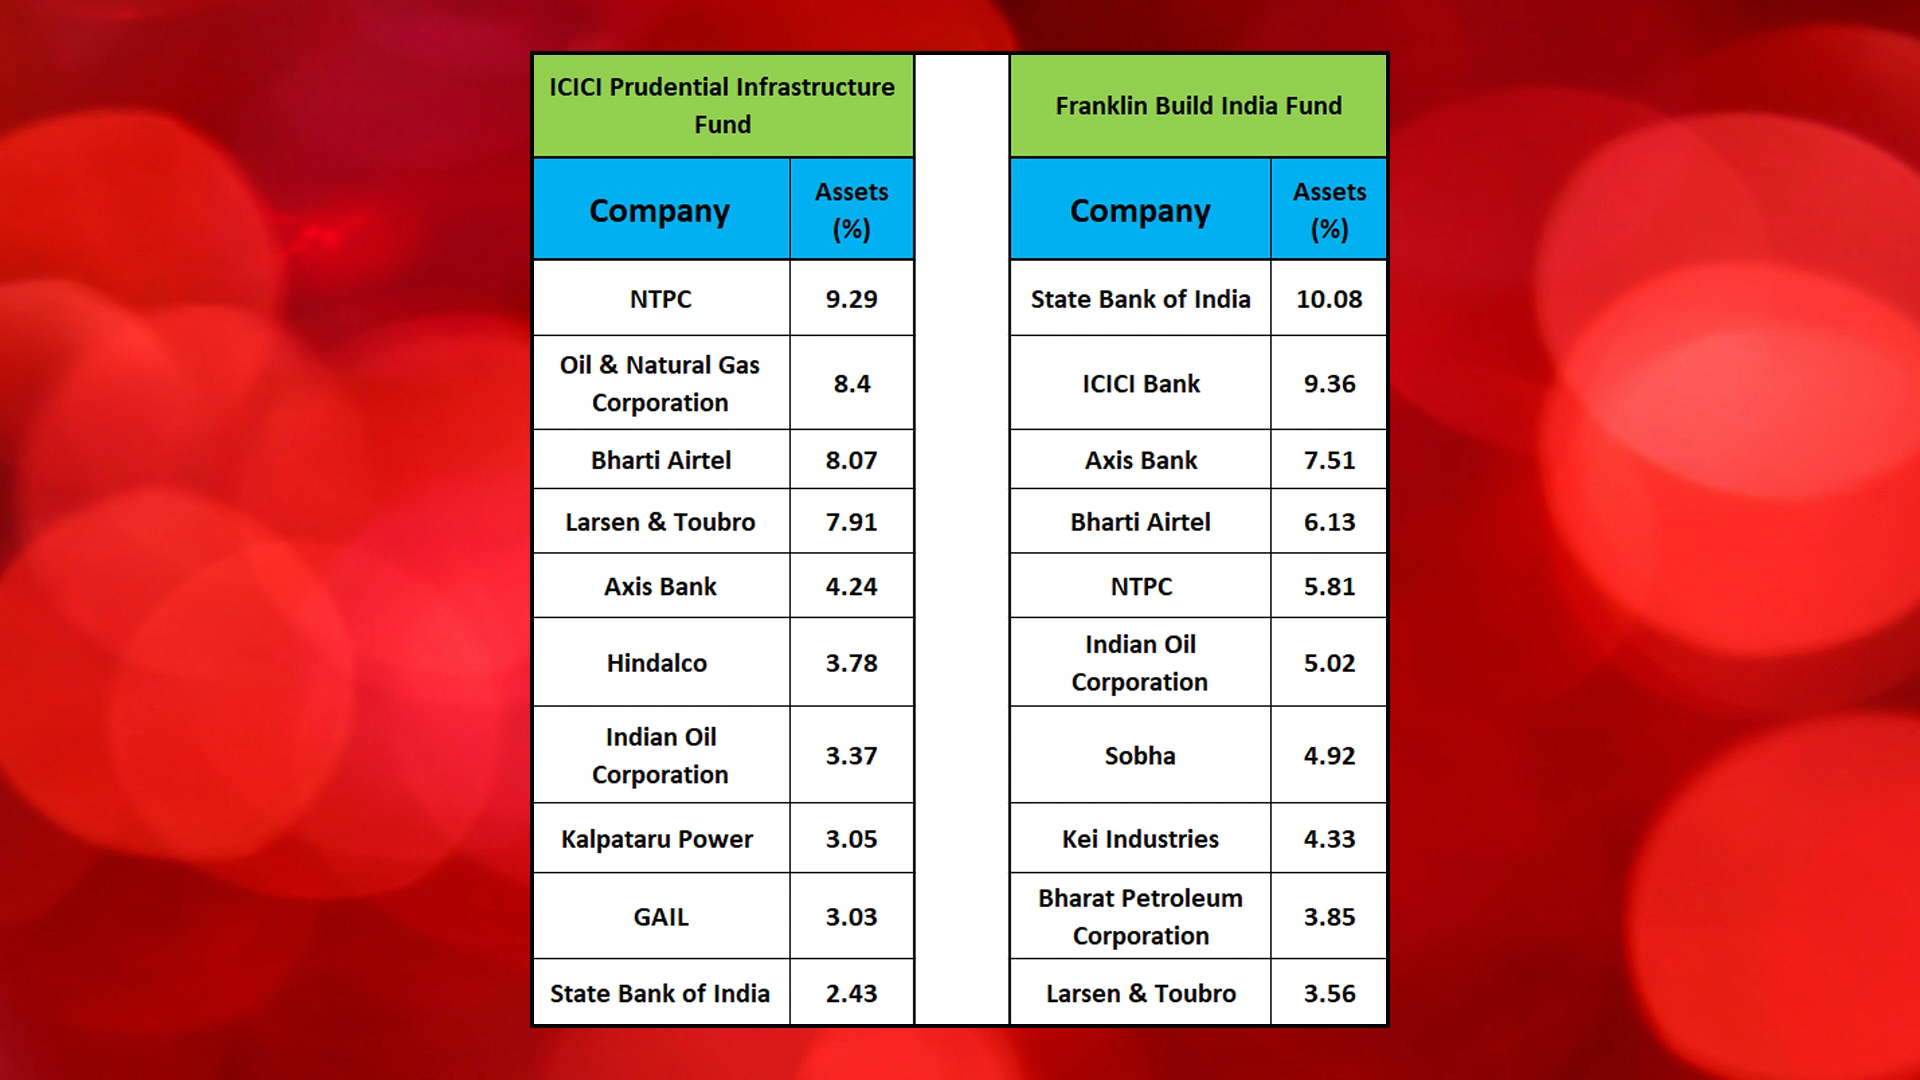 ICICI Prudential Infrastructure
Fund
Company
Assets
(%)
NTPC
9.29
Oil & Natural Gas
Corporation
8.4
Bharti Airtel
8.07
Larsen & Toubro
7.91
Axis Bank
4.24
Hindalco
3.78
Indian Oil
Corporation
3.37
Kalpataru Power
3.05
GAIL
3.03
State Bank of India
2.43
Franklin Build India Fund
Company
Assets
(%)
State Bank of India
10.08
ICICI Bank
9.36
Axis Bank
7.51
Bharti Airtel
6.13
NTPC
5.81
Indian Oil
Corporation
5.02
Sobha
4.92
Kei Industries
4.33
Bharat Petroleum
Corporation
3.85
Larsen & Toubro
3.56